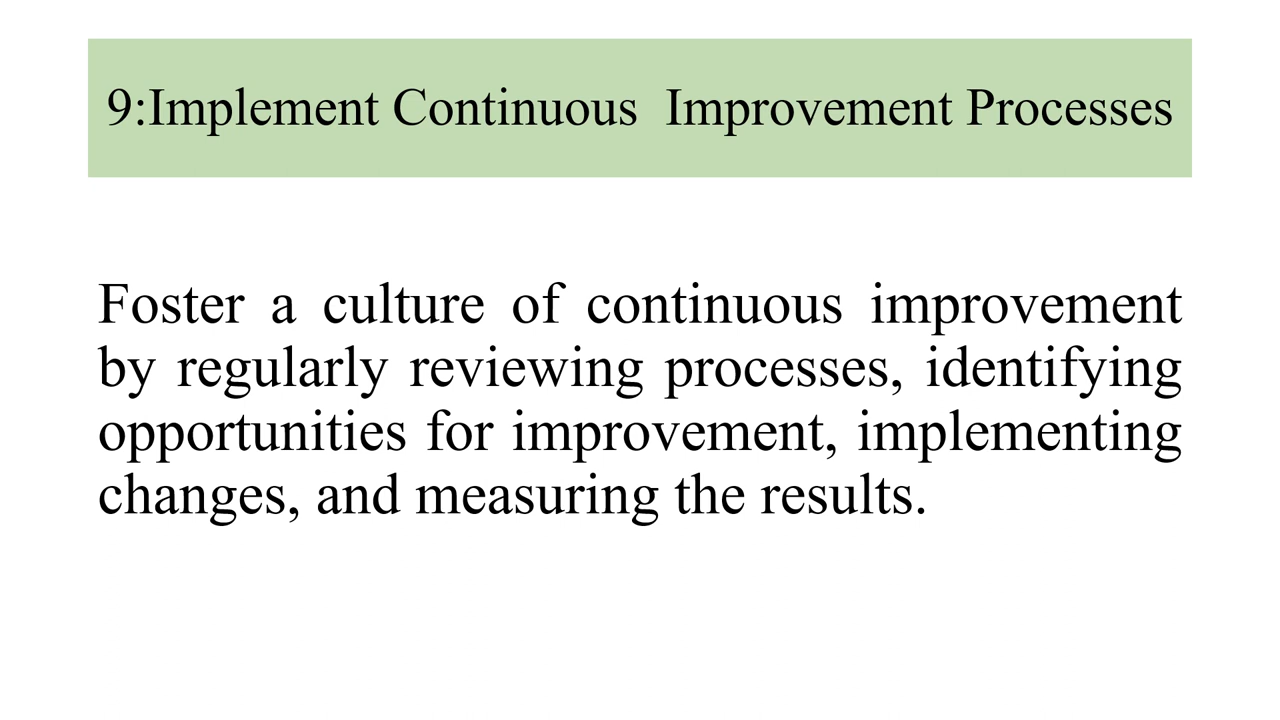 9:Implement Continuous  Improvement Processes
Foster a culture of continuous improvement
by regularly reviewing processes, identifying
opportunities for improvement, implementing
changes, and measuring the results.